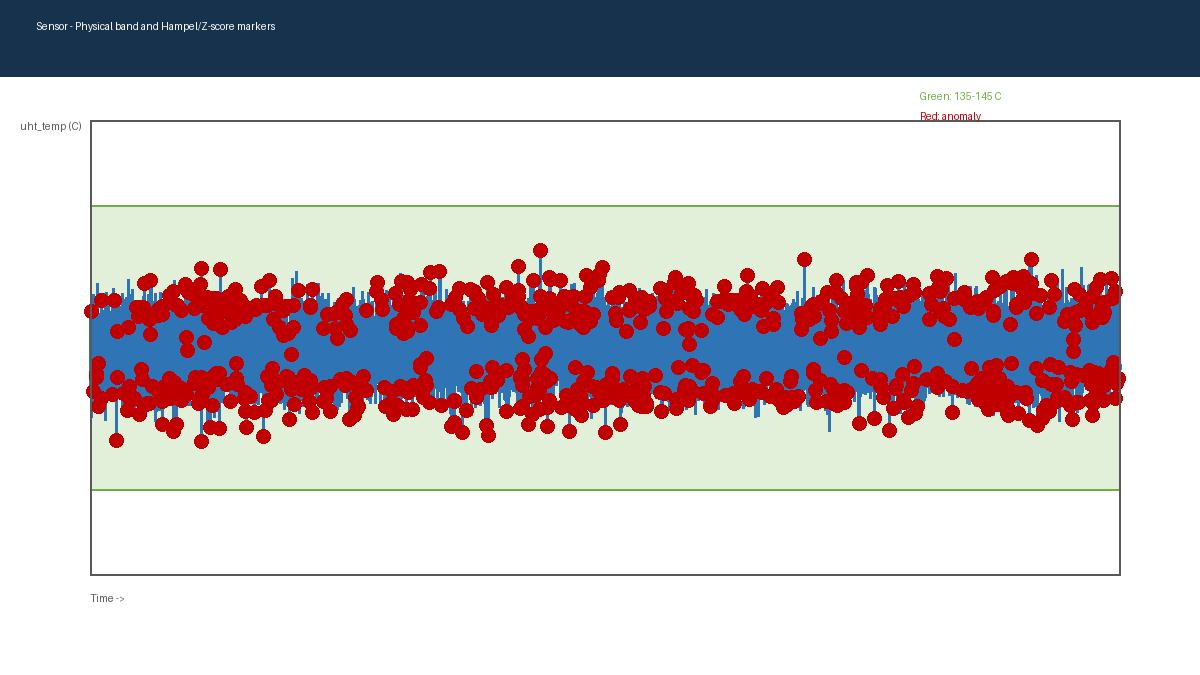 Sensor - Physical band and Hampel/Z-score markers
Green: 135-145 C
Red: anomaly
uht_temp (C)
Time ->